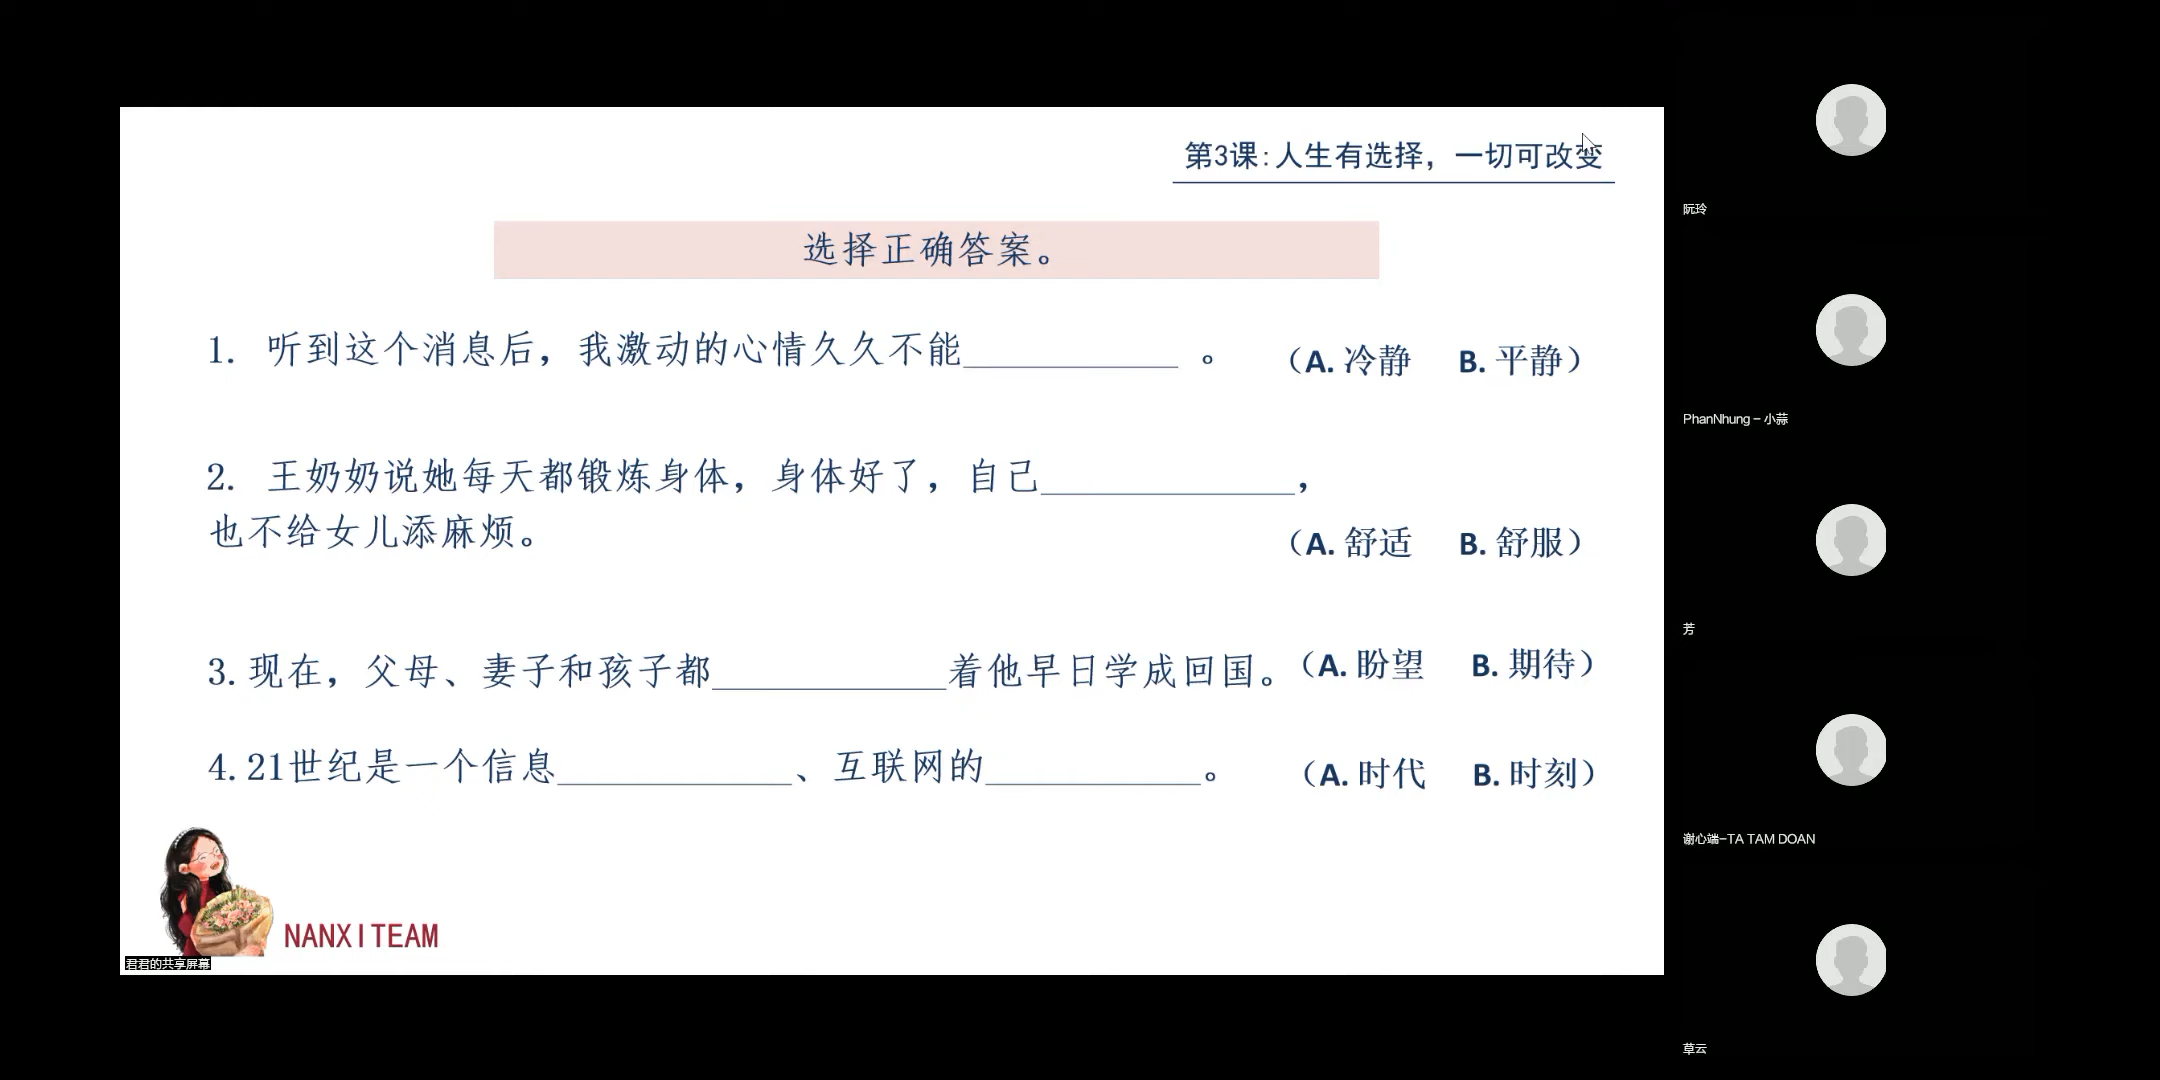 第3课:人生有选择，一切可改变
选择正确答案。
1. 听到这个消息后，我激动的心情久久不能___________ 。 （A. 冷静 B. 平静）
2. 王奶奶说她每天都锻炼身体，身体好了，自己_____________，
也不给女儿添麻烦。 （A. 舒适 B. 舒服）
3.现在，父母、妻子和孩子都____________着他早日学成回国。（A. 盼望 B. 期待）
4.21世纪是一个信息____________、互联网的___________。 （A. 时代 B. 时刻）
NANXITEAM
君君的共享屏幕
阮玲
PhanNhung – 小蒜
芳
谢心端–TA TAM DOAN
草云